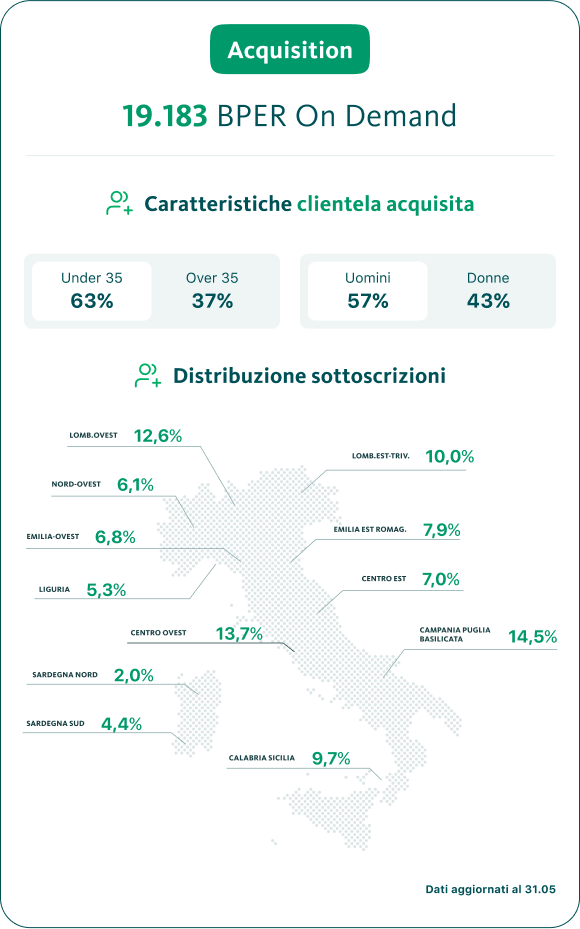 Acquisition
19.183 BPER On Demand
Caratteristiche clientela acquisita
Under 35
63%
Over 35
37%
Uomini
57%
Donne
43%
Distribuzione sottoscrizioni
LOMB.OVEST 12,6%
LOMB.EST-TRIV. 10,0%
NORD-OVEST 6,1%
EMILIA-OVEST 6,8%
EMILIA EST ROMAG. 7,9%
LIGURIA 5,3%
CENTRO EST 7,0%
CENTRO OVEST 13,7%
CAMPANIA PUGLIA
BASILICATA
14,5%
SARDEGNA NORD 2,0%
SARDEGNA SUD 4,4%
CALABRIA SICILIA 9,7%
Dati aggiornati al 31.05